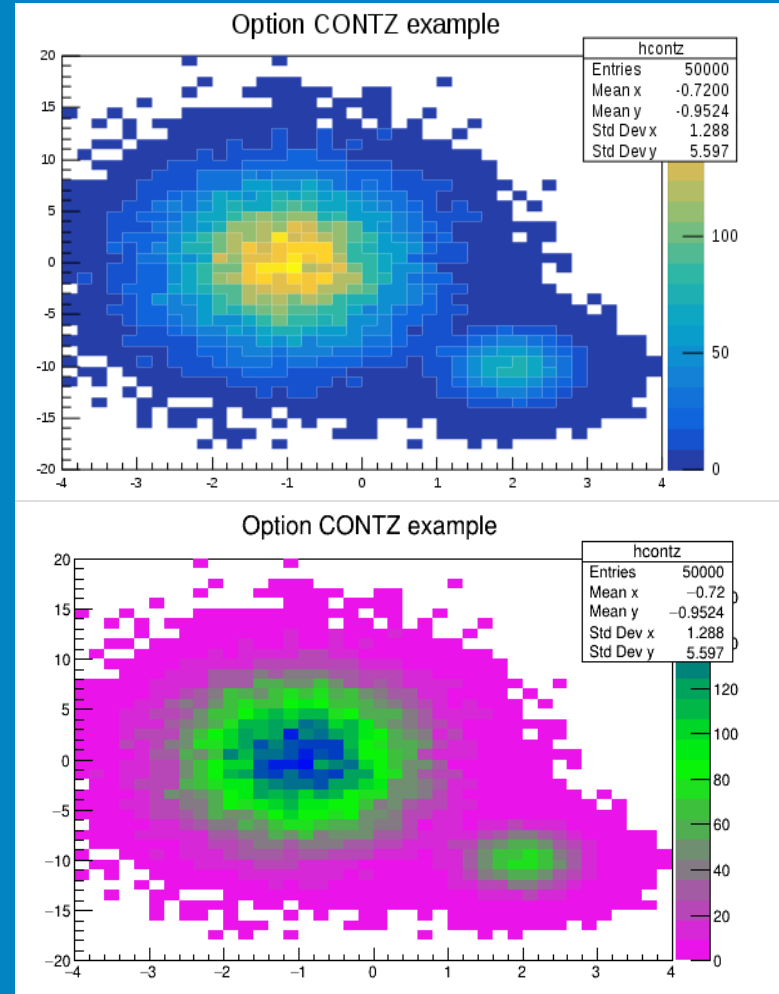 Option CONTZ example
hcontz
Entries 50000
Mean x -0.7200
Mean y -0.9524
Std Dev x 1.288
Std Dev y 5.597
20
15
10
5
0
-5
-10
-15
-20
-4 -3 -2 -1 0 1 2 3 4
100
50
0
Option CONTZ example
hcontz
Entries 50000
Mean x −0.72
Mean y −0.9524
Std Dev x 1.288
Std Dev y 5.597
20
15
10
5
0
−5
−10
−15
−20
−4 −3 −2 −1 0 1 2 3 4
120
100
80
60
40
20
0